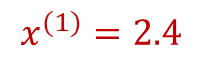 x⁽¹⁾ = 2.4